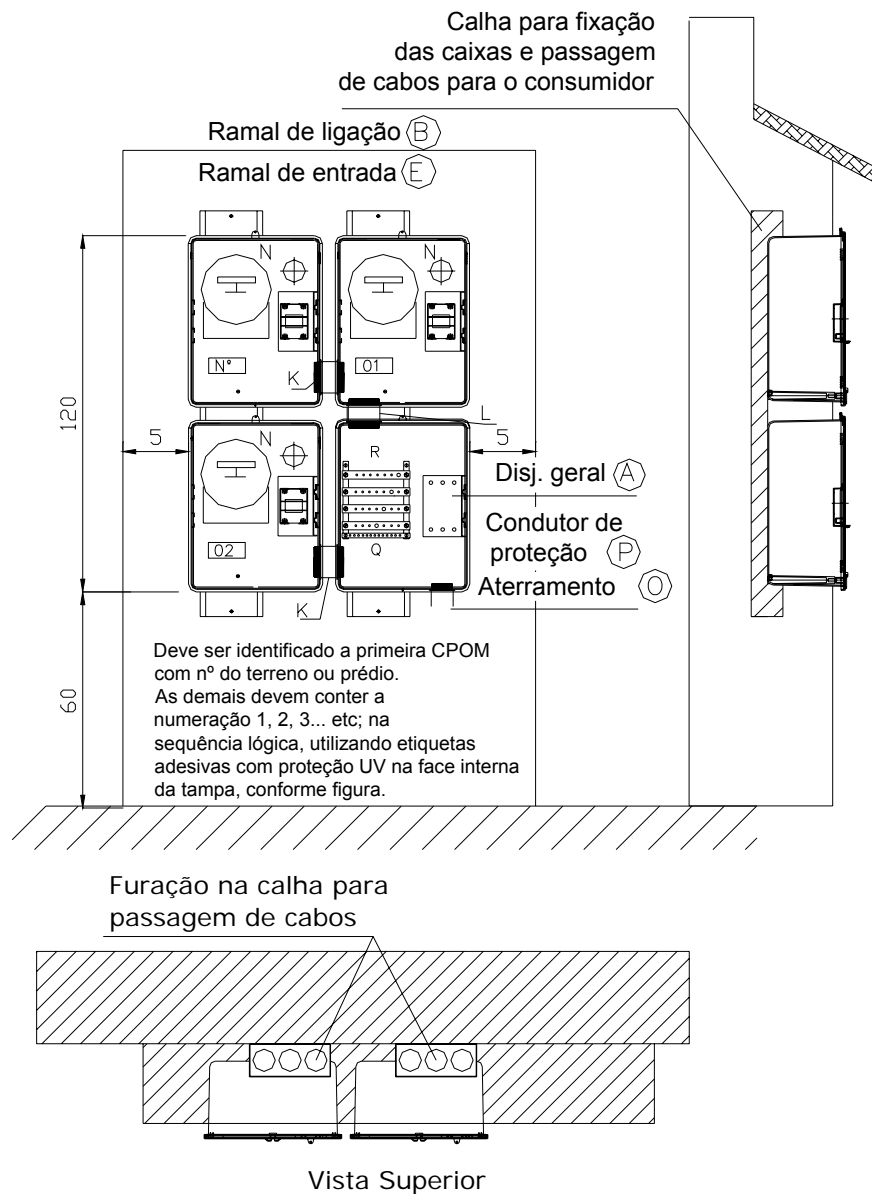 Calha para fixação
das caixas e passagem
de cabos para o consumidor
Ramal de ligação B
Ramal de entrada E
N
N
Nº
01
K
L
120
5
5
N
R
Disj. geral A
Condutor de
proteção P
Q
02
Aterramento O
K
Deve ser identificado a primeira CPOM
com nº do terreno ou prédio.
As demais devem conter a
numeração 1, 2, 3... etc; na
sequência lógica, utilizando etiquetas
adesivas com proteção UV na face interna
da tampa, conforme figura.
60
Furação na calha para
passagem de cabos
Vista Superior